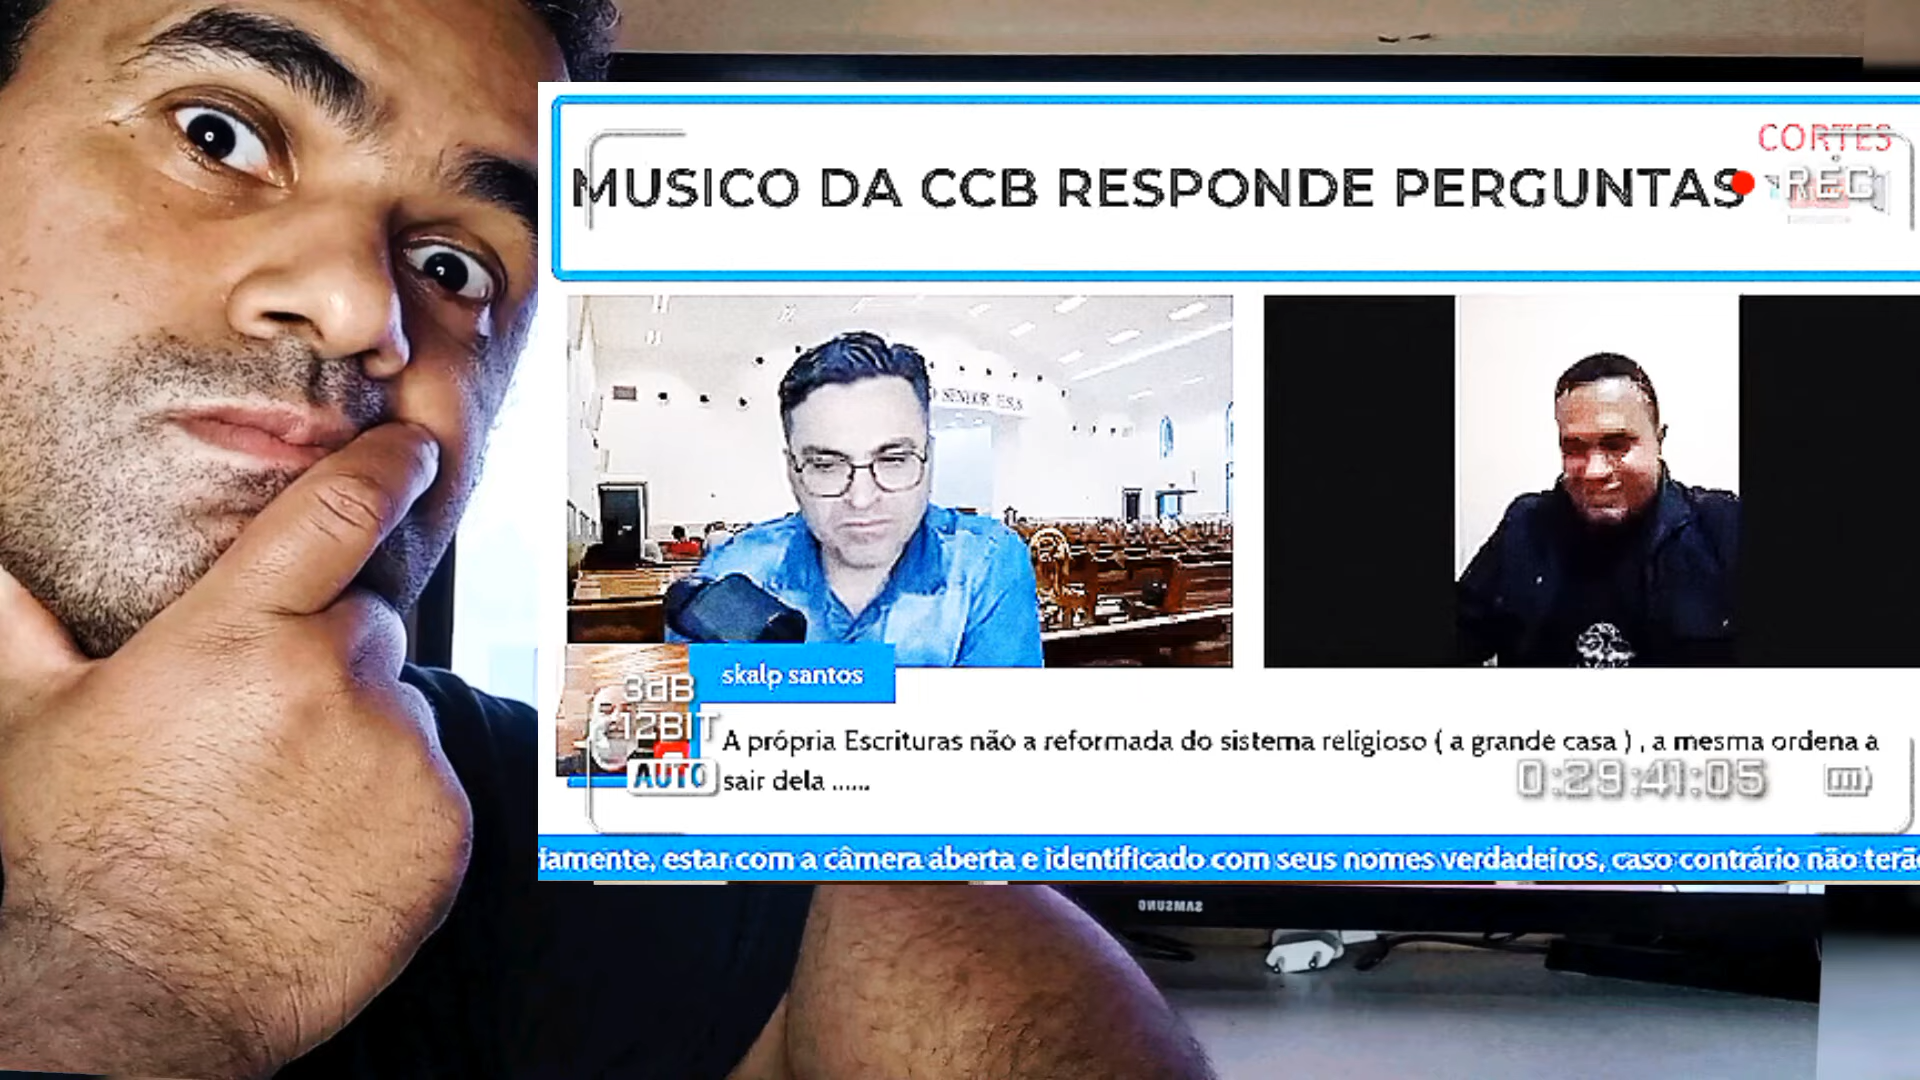 CORTES
MUSICO DA CCB RESPONDE PERGUNTAS
REC
skalp santos
3dB
12BIT
AUTO
A própria Escrituras não a reformada do sistema religioso ( a grande casa ) , a mesma ordena a
sair dela ......
0:29:41:05
estar com a câmera aberta e identificado com seus nomes verdadeiros, caso contrário não
SAMSUNG